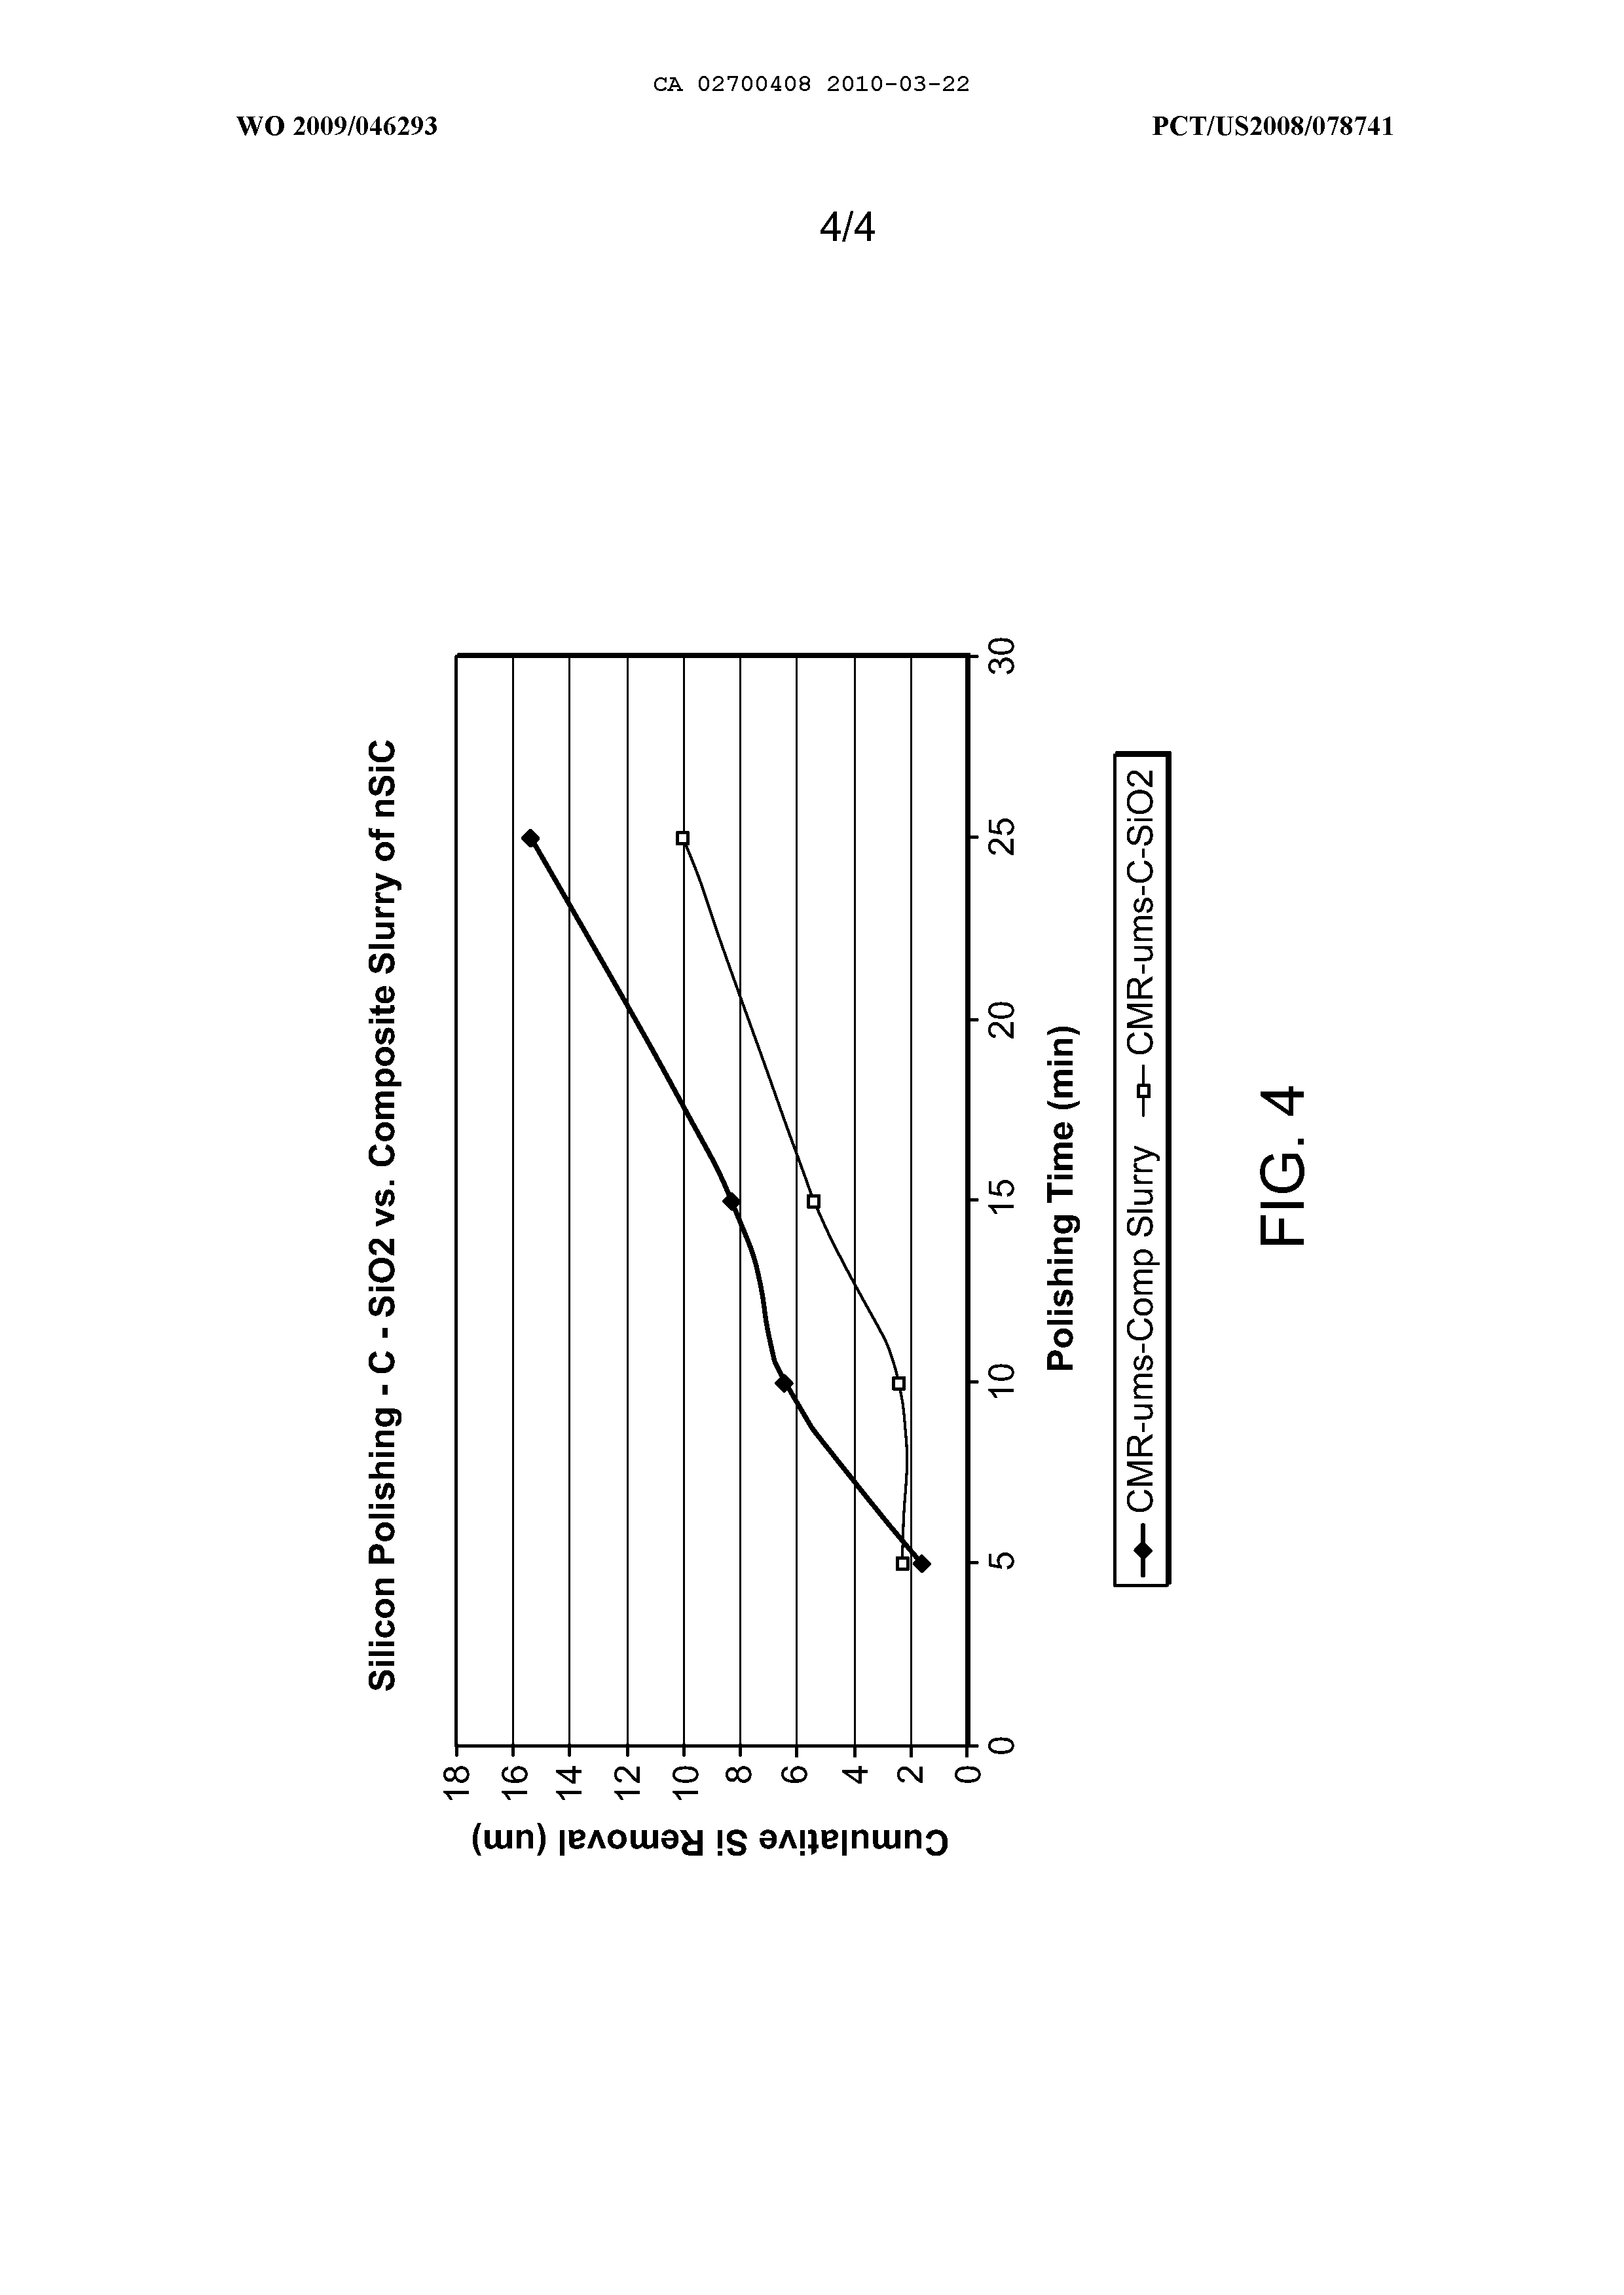 CA 02700408 2010-03-22
WO 2009/046293 PCT/US2008/078741
4/4
Silicon Polishing - C - SiO2 vs. Composite Slurry of nSiC
Cumulative Si Removal (um)
18
16
14
12
10
8
6
4
2
0
0 5 10 15 20 25 30
Polishing Time (min)
CMR-ums-Comp Slurry CMR-ums-C-SiO2
FIG. 4